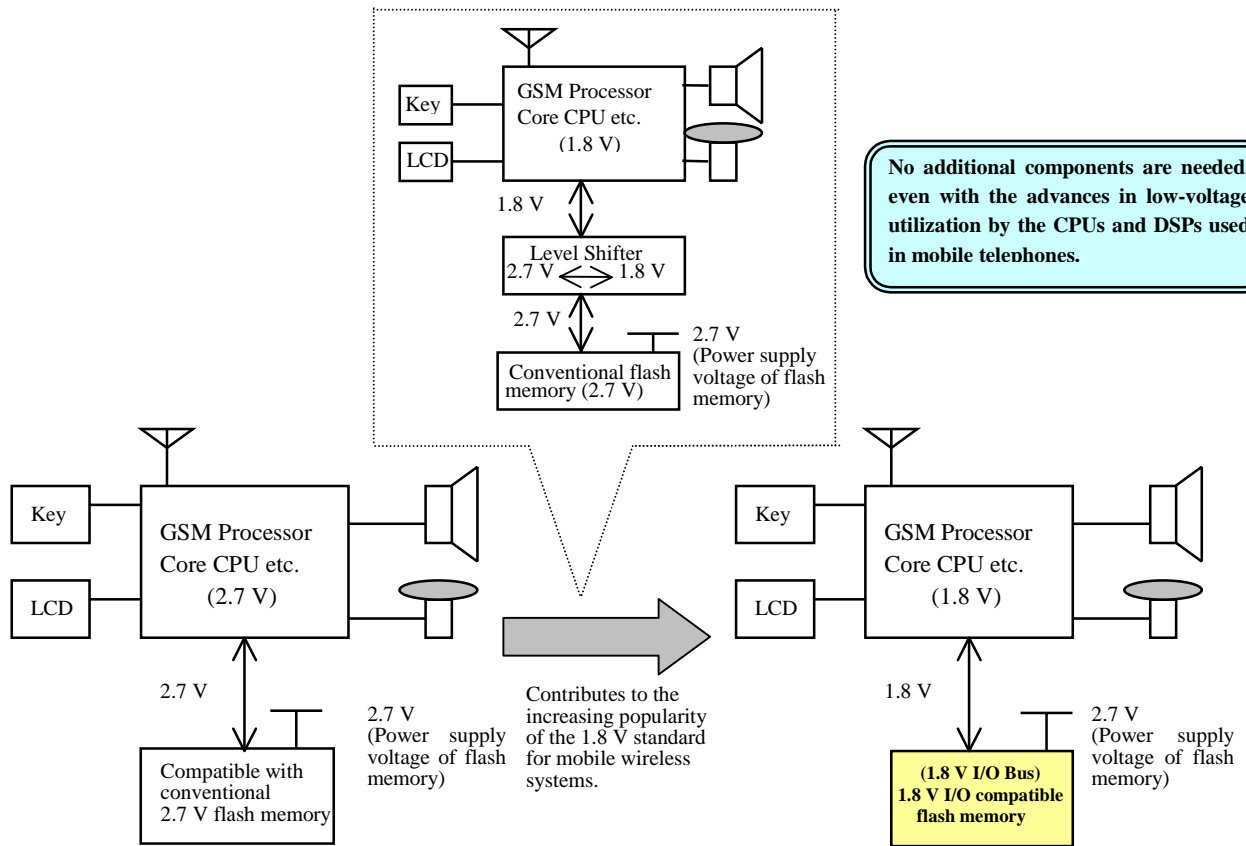 Key
LCD
GSM Processor
Core CPU etc.
(1.8 V)
1.8 V
Level Shifter
2.7 V 1.8 V
2.7 V
Conventional flash
memory (2.7 V)
2.7 V
(Power supply
voltage of flash
memory)
No additional components are needed,
even with the advances in low-voltage
utilization by the CPUs and DSPs used
in mobile telephones.
Key
LCD
GSM Processor
Core CPU etc.
(2.7 V)
2.7 V
Compatible with
conventional
2.7 V flash memory
2.7 V
(Power supply
voltage of flash
memory)
Contributes to the
increasing popularity
of the 1.8 V standard
for mobile wireless
systems.
Key
LCD
GSM Processor
Core CPU etc.
(1.8 V)
1.8 V
(1.8 V I/O Bus)
1.8 V I/O compatible
flash memory
2.7 V
(Power supply
voltage of flash
memory)